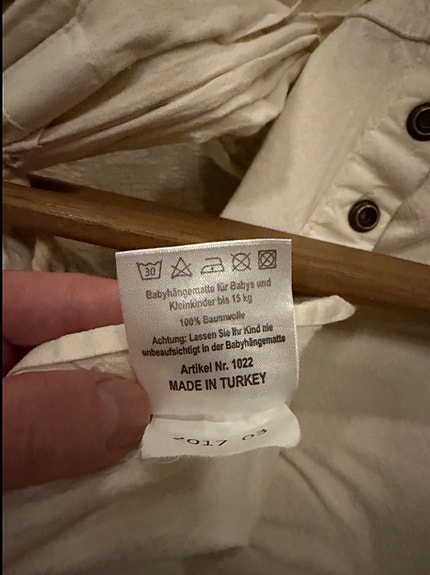 30
Babyhängematte für Babys und
Kleinkinder bis 15 kg
100% Baumwolle
Achtung: Lassen Sie Ihr Kind nie
unbeaufsichtigt in der Babyhängematte
Artikel Nr. 1022
MADE IN TURKEY
2017 03